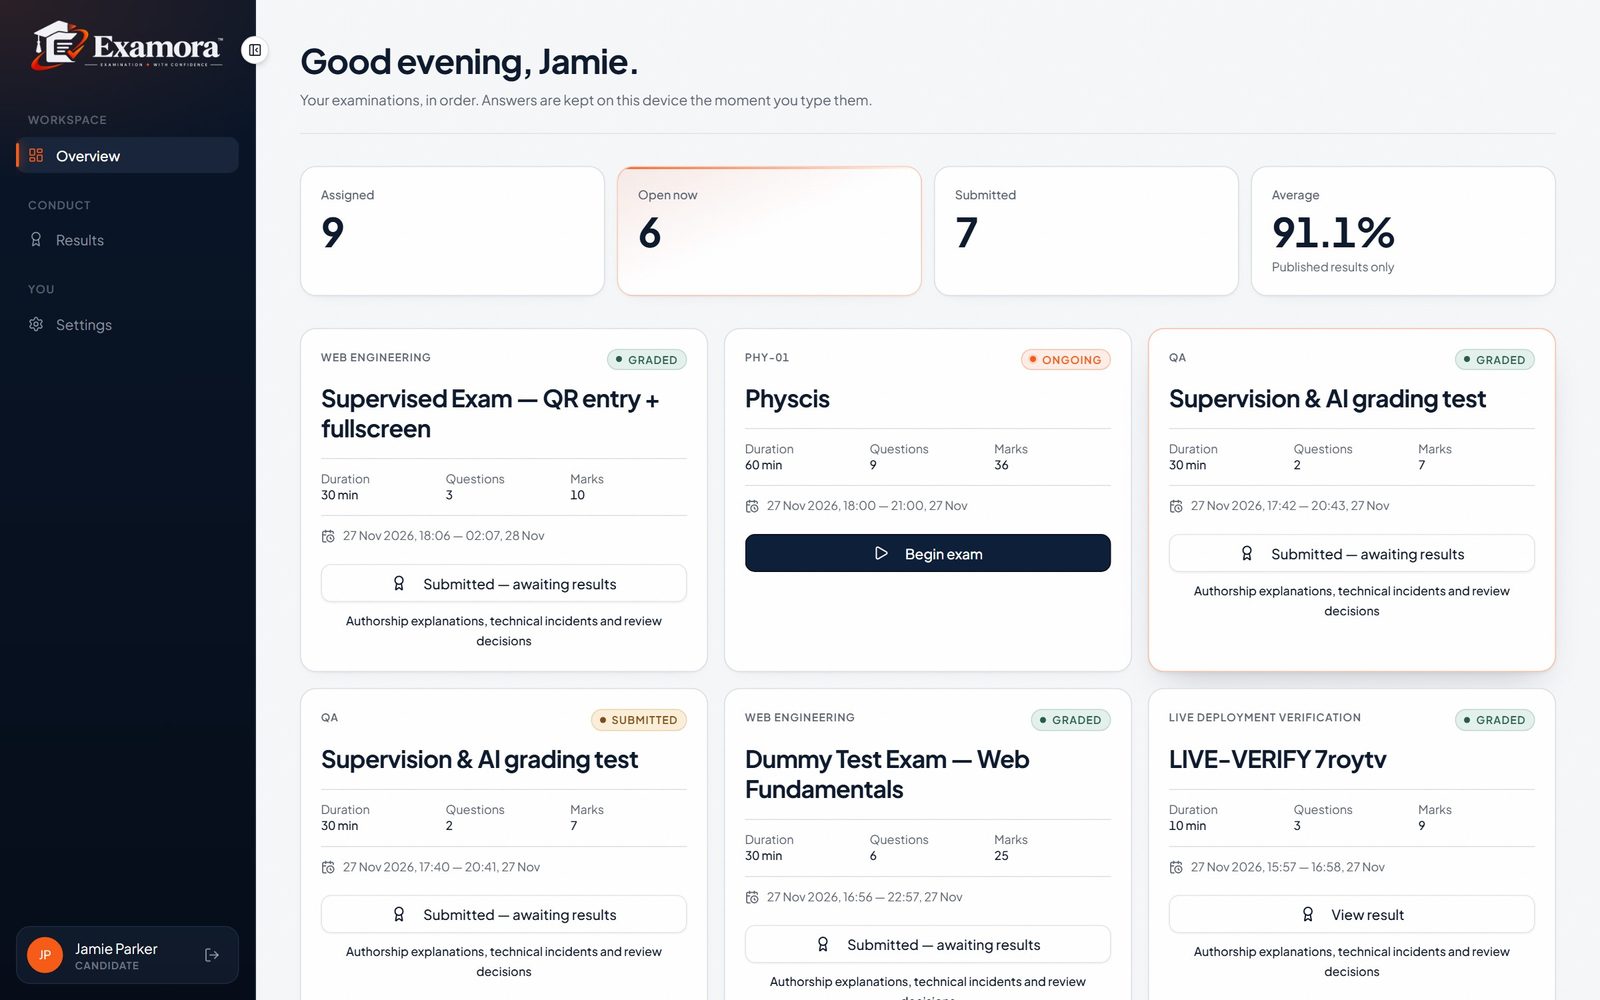 Examora™
EXAMINATION • WITH CONFIDENCE
WORKSPACE
Overview
CONDUCT
Results
YOU
Settings
JP
Jamie Parker
CANDIDATE
Good evening, Jamie.
Your examinations, in order. Answers are kept on this device the moment you type them.
Assigned
9
Open now
6
Submitted
7
Average
91.1%
Published results only
WEB ENGINEERING
GRADED
Supervised Exam — QR entry +
fullscreen
Duration Questions Marks
30 min 3 10
27 Nov 2026, 18:06 — 02:07, 28 Nov
Submitted — awaiting results
Authorship explanations, technical incidents and review
decisions
PHY-01
ONGOING
Physcis
Duration Questions Marks
60 min 9 36
27 Nov 2026, 18:00 — 21:00, 27 Nov
Begin exam
QA
GRADED
Supervision & AI grading test
Duration Questions Marks
30 min 2 7
27 Nov 2026, 17:42 — 20:43, 27 Nov
Submitted — awaiting results
Authorship explanations, technical incidents and review
decisions
QA
SUBMITTED
Supervision & AI grading test
Duration Questions Marks
30 min 2 7
27 Nov 2026, 17:40 — 20:41, 27 Nov
Submitted — awaiting results
Authorship explanations, technical incidents and review
decisions
WEB ENGINEERING
GRADED
Dummy Test Exam — Web
Fundamentals
Duration Questions Marks
30 min 6 25
27 Nov 2026, 16:56 — 22:57, 27 Nov
Submitted — awaiting results
Authorship explanations, technical incidents and review
LIVE DEPLOYMENT VERIFICATION
GRADED
LIVE-VERIFY 7roytv
Duration Questions Marks
10 min 3 9
27 Nov 2026, 15:57 — 16:58, 27 Nov
View result
Authorship explanations, technical incidents and review
decisions